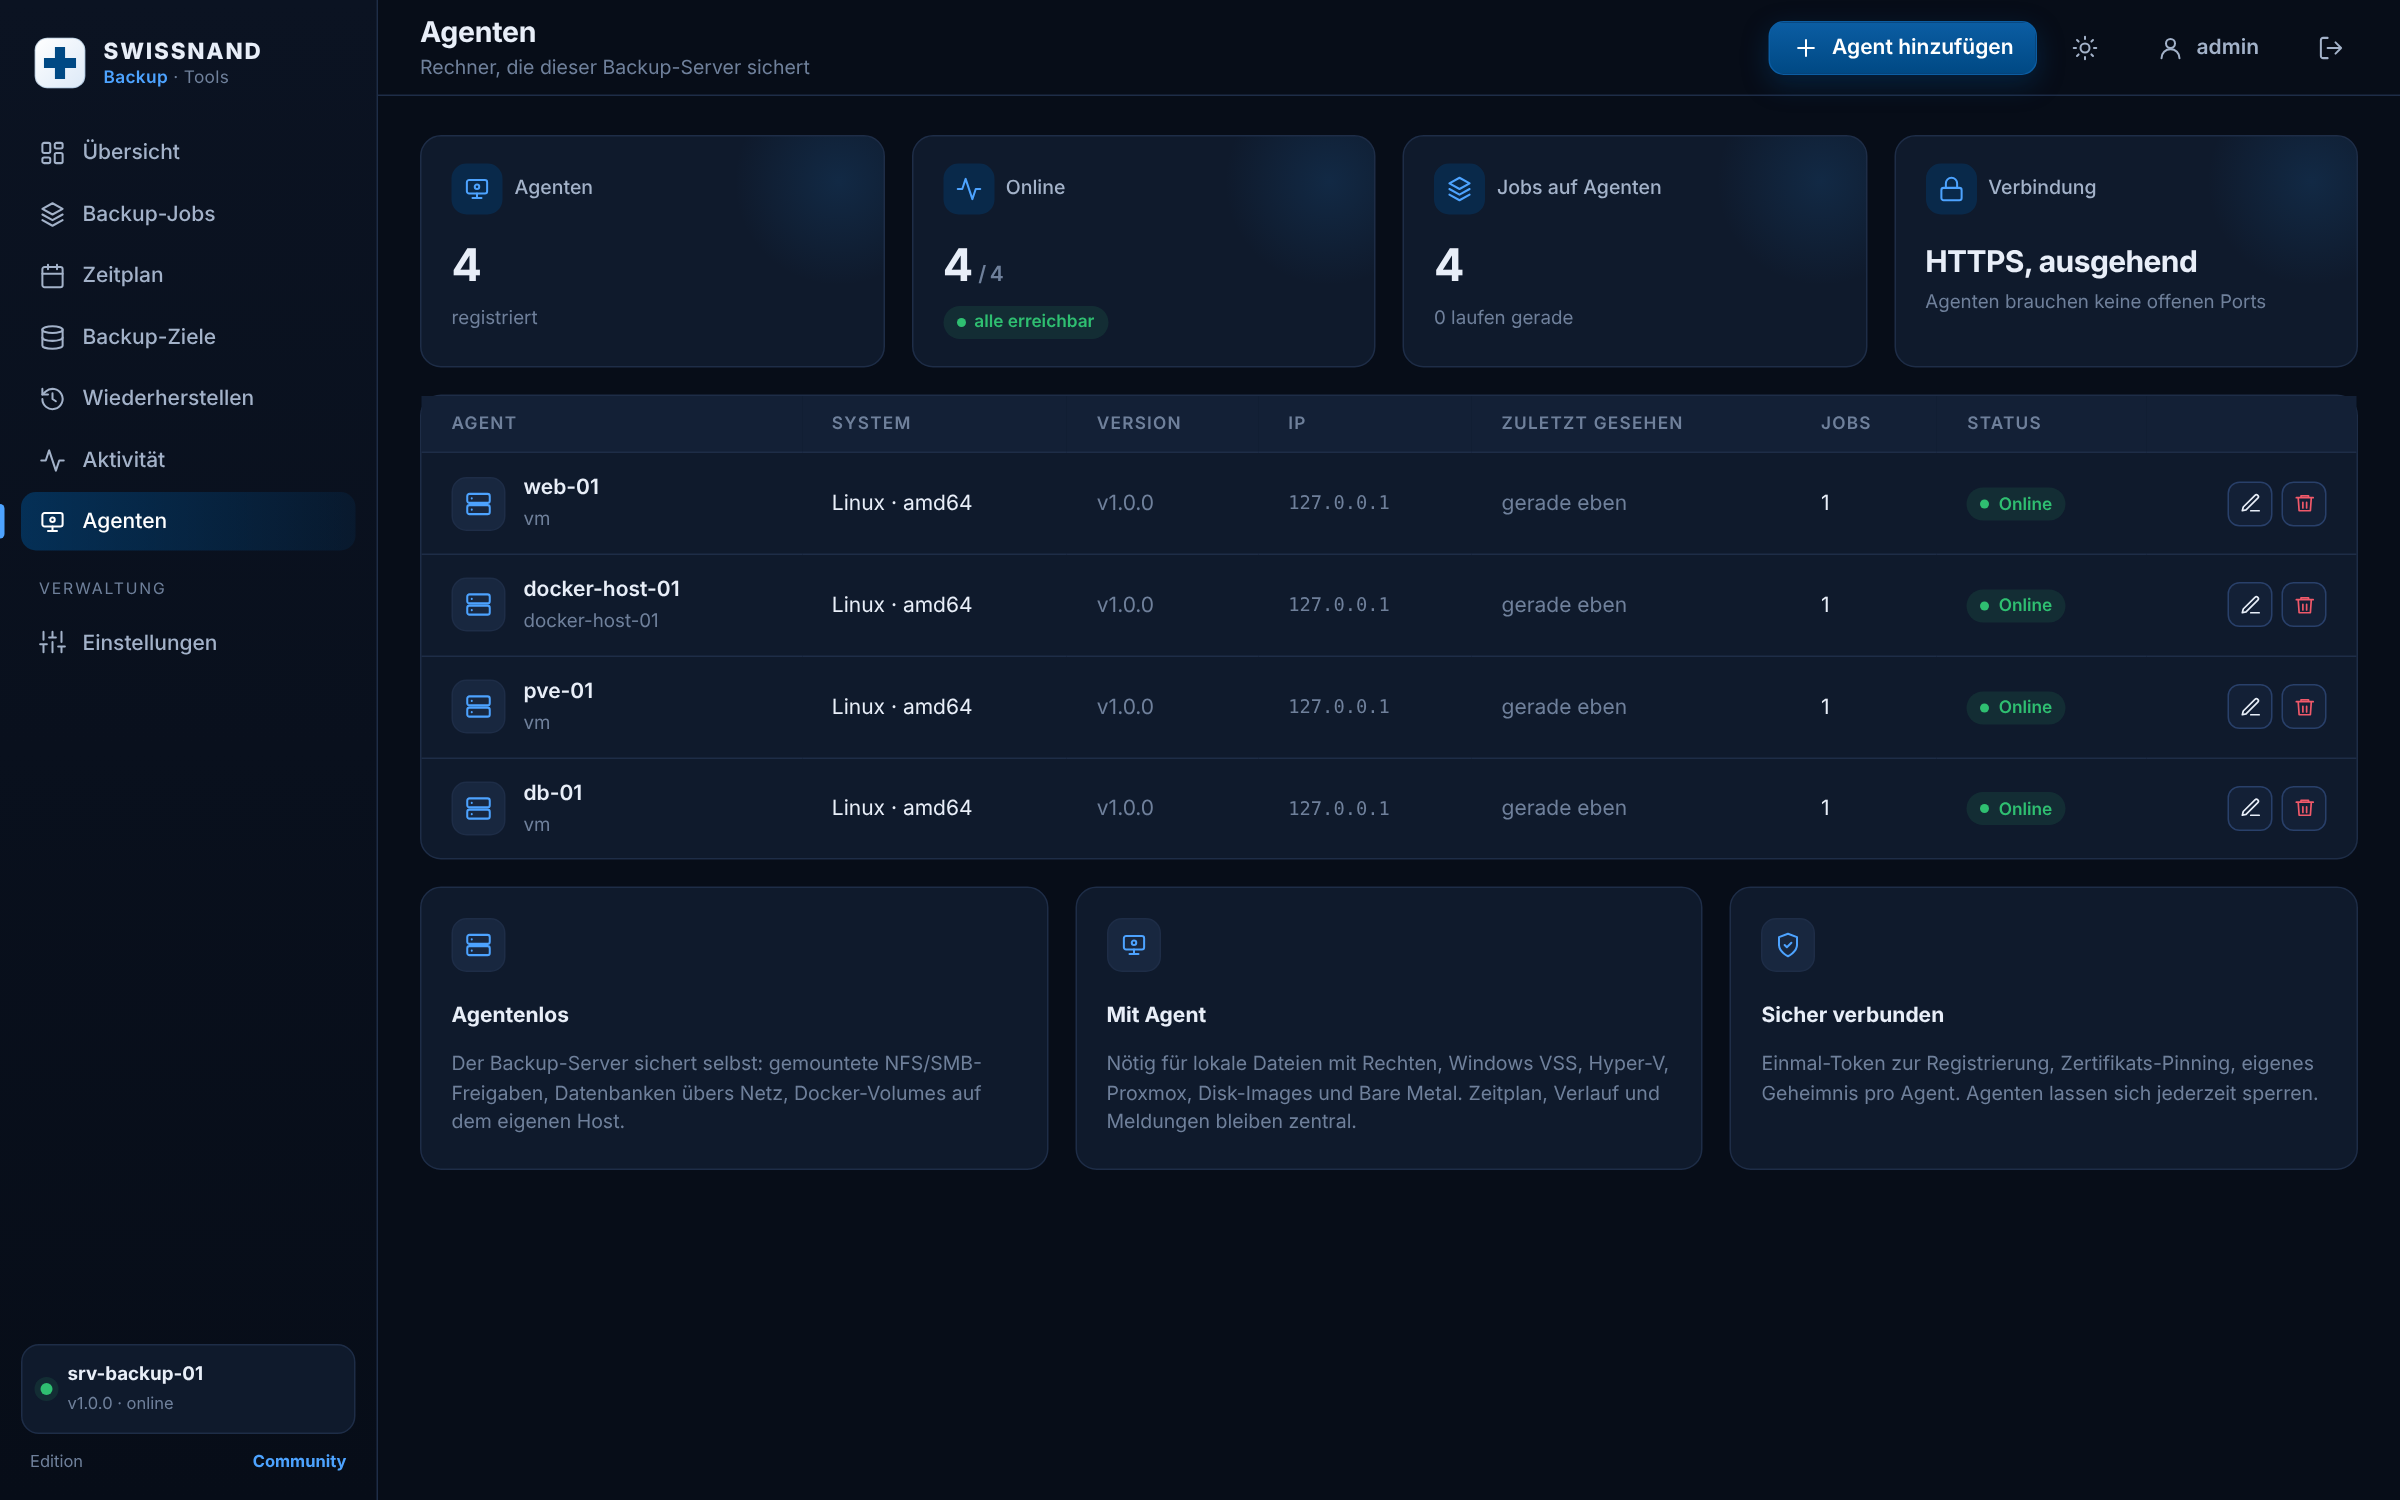 SWISSNAND
Backup · Tools
Übersicht
Backup-Jobs
Zeitplan
Backup-Ziele
Wiederherstellen
Aktivität
Agenten
VERWALTUNG
Einstellungen
srv-backup-01
v1.0.0 · online
Edition Community
Agenten
Rechner, die dieser Backup-Server sichert
Agent hinzufügen
admin
Agenten
4
registriert
Online
4 / 4
alle erreichbar
Jobs auf Agenten
4
0 laufen gerade
Verbindung
HTTPS, ausgehend
Agenten brauchen keine offenen Ports
AGENT SYSTEM VERSION IP ZULETZT GESEHEN JOBS STATUS
web-01
vm
Linux · amd64 v1.0.0 127.0.0.1 gerade eben 1 Online
docker-host-01
docker-host-01
Linux · amd64 v1.0.0 127.0.0.1 gerade eben 1 Online
pve-01
vm
Linux · amd64 v1.0.0 127.0.0.1 gerade eben 1 Online
db-01
vm
Linux · amd64 v1.0.0 127.0.0.1 gerade eben 1 Online
Agentenlos
Der Backup-Server sichert selbst: gemountete NFS/SMB-
Freigaben, Datenbanken übers Netz, Docker-Volumes auf
dem eigenen Host.
Mit Agent
Nötig für lokale Dateien mit Rechten, Windows VSS, Hyper-V,
Proxmox, Disk-Images und Bare Metal. Zeitplan, Verlauf und
Meldungen bleiben zentral.
Sicher verbunden
Einmal-Token zur Registrierung, Zertifikats-Pinning, eigenes
Geheimnis pro Agent. Agenten lassen sich jederzeit sperren.